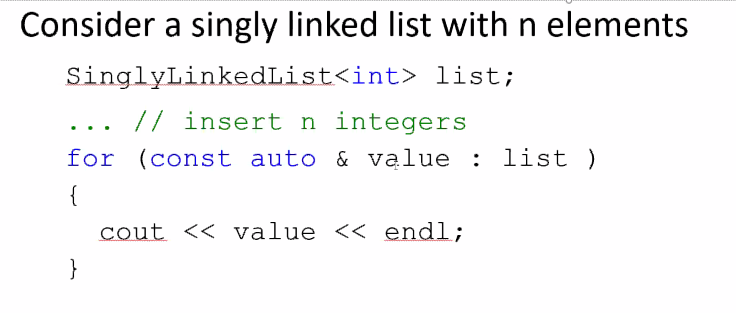 Consider a singly linked list with n elements
SinglyLinkedList<int> list;
... // insert n integers
for (const auto & value : list )
{
cout << value << endl;
}